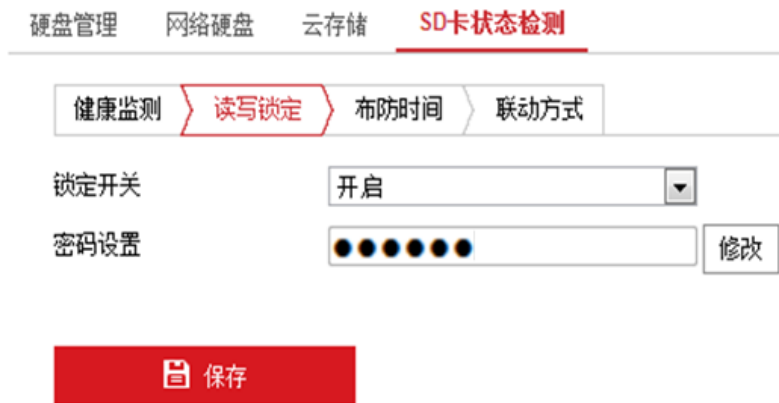 硬盘管理 网络硬盘 云存储 SD卡状态检测
健康监测 读写锁定 布防时间 联动方式
锁定开关 开启
密码设置 ●●●●●● 修改
保存